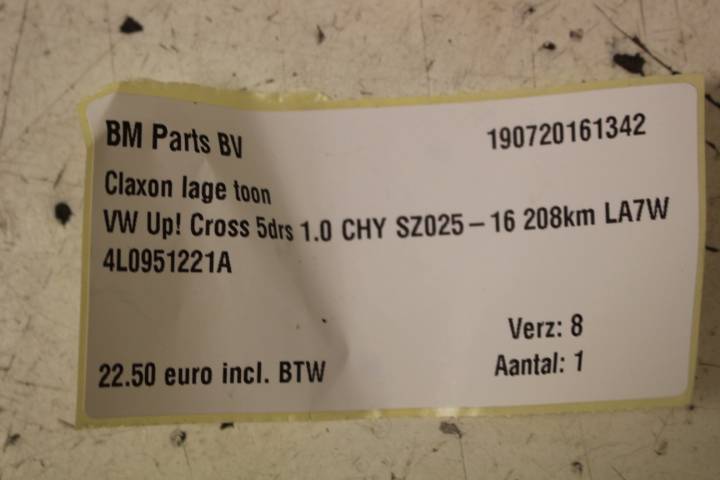 BM Parts BV 190720161342
Claxon lage toon
VW Up! Cross 5drs 1.0 CHY SZ025-16 208km LA7W
4L0951221A
Verz: 8
22.50 euro incl. BTW Aantal: 1